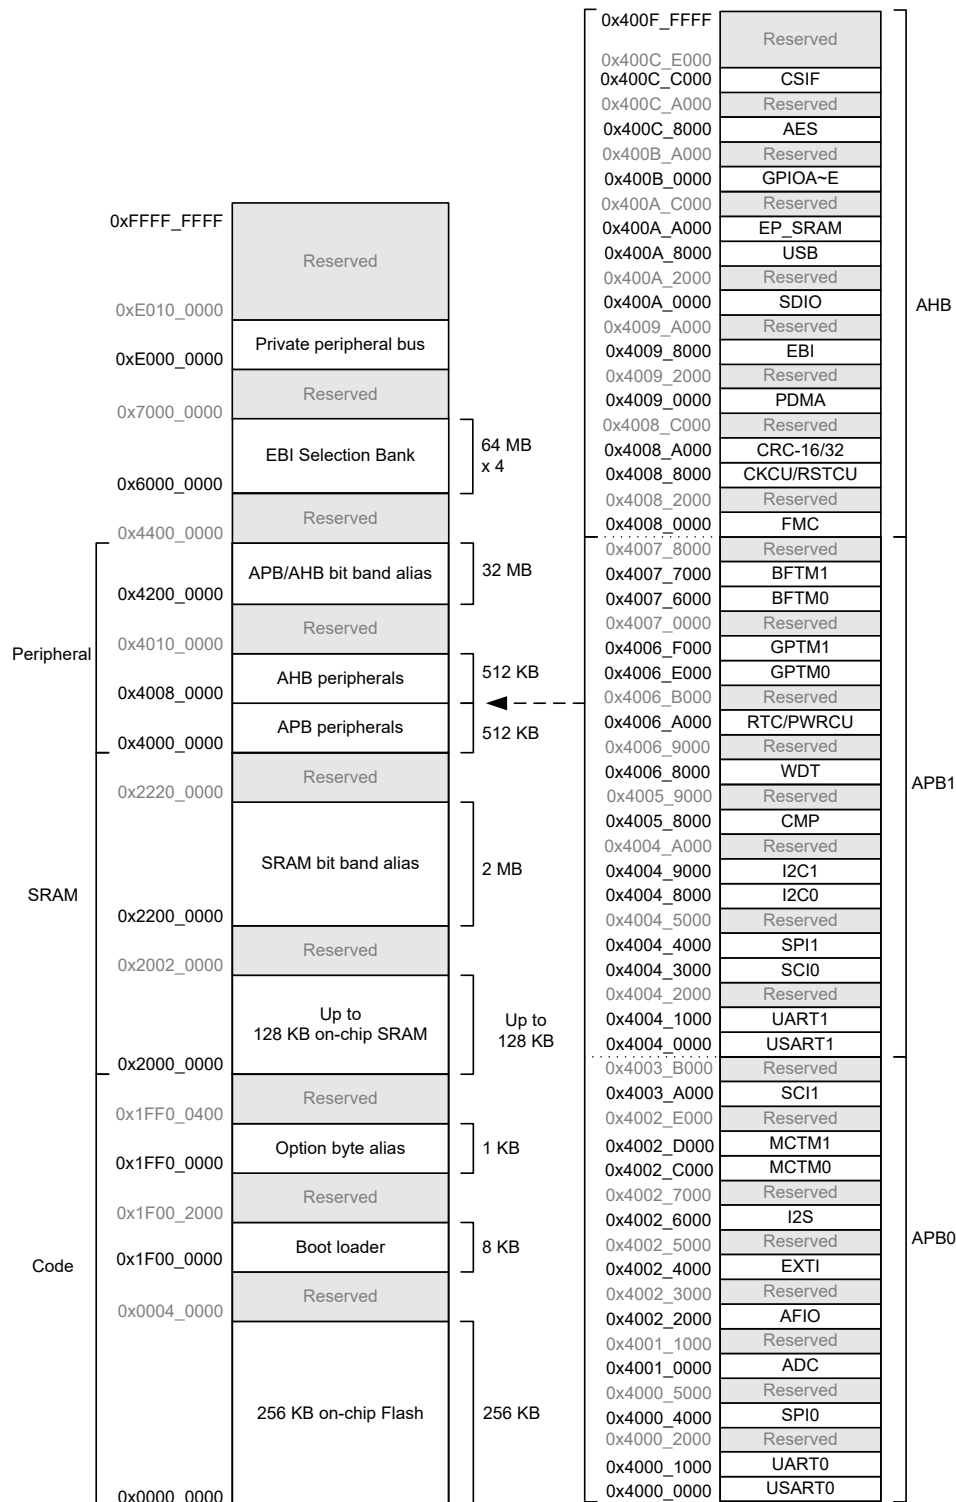 0xFFFF_FFFF
Reserved
0xE010_0000
Private peripheral bus
0xE000_0000
Reserved
0x7000_0000
EBI Selection Bank
64 MB
x 4
0x6000_0000
Reserved
0x4400_0000
APB/AHB bit band alias
32 MB
0x4200_0000
Reserved
0x4010_0000
Peripheral
AHB peripherals
512 KB
0x4008_0000
APB peripherals
512 KB
0x4000_0000
Reserved
0x2220_0000
SRAM bit band alias
2 MB
SRAM
0x2200_0000
Reserved
0x2002_0000
Up to
128 KB on-chip SRAM
Up to
128 KB
0x2000_0000
Reserved
0x1FF0_0400
Option byte alias
1 KB
0x1FF0_0000
Reserved
0x1F00_2000
Boot loader
8 KB
0x1F00_0000
Code
Reserved
0x0004_0000
256 KB on-chip Flash
256 KB
0x0000_0000
0x400F_FFFF
Reserved
0x400C_E000
0x400C_C000 CSIF
0x400C_A000 Reserved
0x400C_8000 AES
0x400B_A000 Reserved
0x400B_0000 GPIOA~E
0x400A_C000 Reserved
0x400A_A000 EP_SRAM
0x400A_8000 USB
0x400A_2000 Reserved
0x400A_0000 SDIO
AHB
0x4009_A000 Reserved
0x4009_8000 EBI
0x4009_2000 Reserved
0x4009_0000 PDMA
0x4008_C000 Reserved
0x4008_A000 CRC-16/32
0x4008_8000 CKCU/RSTCU
0x4008_2000 Reserved
0x4008_0000 FMC
0x4007_8000 Reserved
0x4007_7000 BFTM1
0x4007_6000 BFTM0
0x4007_0000 Reserved
0x4006_F000 GPTM1
0x4006_E000 GPTM0
0x4006_B000 Reserved
0x4006_A000 RTC/PWRCU
0x4006_9000 Reserved
0x4006_8000 WDT
APB1
0x4005_9000 Reserved
0x4005_8000 CMP
0x4004_A000 Reserved
0x4004_9000 I2C1
0x4004_8000 I2C0
0x4004_5000 Reserved
0x4004_4000 SPI1
0x4004_3000 SCI0
0x4004_2000 Reserved
0x4004_1000 UART1
0x4004_0000 USART1
0x4003_B000 Reserved
0x4003_A000 SCI1
0x4002_E000 Reserved
0x4002_D000 MCTM1
0x4002_C000 MCTM0
0x4002_7000 Reserved
0x4002_6000 I2S
APB0
0x4002_5000 Reserved
0x4002_4000 EXTI
0x4002_3000 Reserved
0x4002_2000 AFIO
0x4001_1000 Reserved
0x4001_0000 ADC
0x4000_5000 Reserved
0x4000_4000 SPI0
0x4000_2000 Reserved
0x4000_1000 UART0
0x4000_0000 USART0